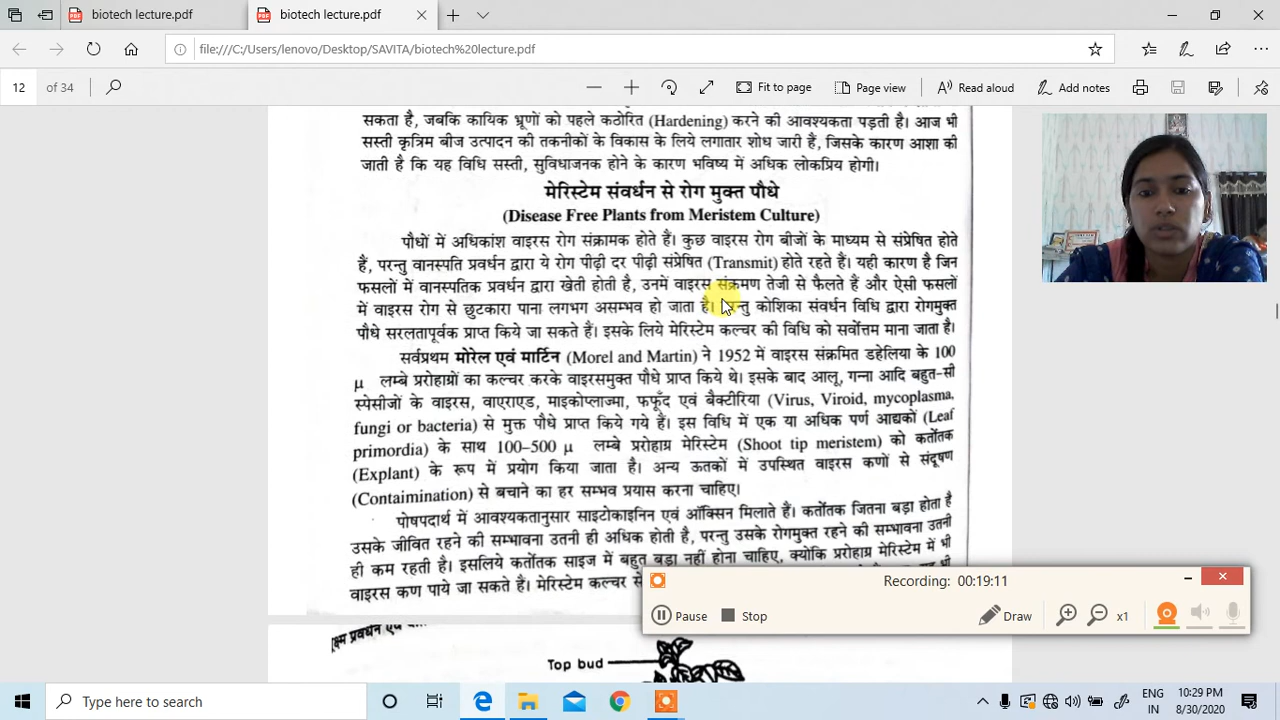 biotech lecture.pdf
biotech lecture.pdf
file:///C:/Users/lenovo/Desktop/SAVITA/biotech%20lecture.pdf
12 of 34
Fit to page
Page view
Read aloud
Add notes
सकता है, जबकि कायिक भ्रूणों को पहले कठोरित (Hardening) करने की आवश्यकता पड़ती है। आज भी
सस्ती कृत्रिम बीज उत्पादन की तकनीकों के विकास के लिये लगातार शोध जारी हैं, जिसके कारण आशा की
जाती है कि यह विधि सस्ती, सुविधाजनक होने के कारण भविष्य में अधिक लोकप्रिय होगी।
मेरिस्टेम संवर्धन से रोग मुक्त पौधे
(Disease Free Plants from Meristem Culture)
पौधों में अधिकांश वाइरस रोग संक्रामक होते हैं। कुछ वाइरस रोग बीजों के माध्यम से संप्रेषित होते
हैं, परन्तु वानस्पति प्रवर्धन द्वारा ये रोग पीढ़ी दर पीढ़ी संप्रेषित (Transmit) होते रहते हैं। यही कारण है जिन
फसलों में वानस्पतिक प्रवर्धन द्वारा खेती होती है, उनमें वाइरस संक्रमण तेजी से फैलते हैं और ऐसी फसलों
में वाइरस रोग से छुटकारा पाना लगभग असम्भव हो जाता है। परन्तु कोशिका संवर्धन विधि द्वारा रोगमुक्त
पौधे सरलतापूर्वक प्राप्त किये जा सकते हैं। इसके लिये मेरिस्टेम कल्चर की विधि को सर्वोत्तम माना जाता है।
सर्वप्रथम मोरेल एवं मार्टिन (Morel and Martin) ने 1952 में वाइरस संक्रमित डहेलिया के 100
μ लम्बे प्ररोहाग्रों का कल्चर करके वाइरसमुक्त पौधे प्राप्त किये थे। इसके बाद आलू, गन्ना आदि बहुत-सी
स्पेसीजों के वाइरस, वाएराएड, माइकोप्लाज्मा, फफूँद एवं बैक्टीरिया (Virus, Viroid, mycoplasma,
fungi or bacteria) से मुक्त पौधे प्राप्त किये गये हैं। इस विधि में एक या अधिक पर्ण आद्यकों (Leaf
primordia) के साथ 100–500 μ लम्बे प्ररोहाग्र मेरिस्टेम (Shoot tip meristem) को कर्तोतक
(Explant) के रूप में प्रयोग किया जाता है। अन्य ऊतकों में उपस्थित वाइरस कणों से संदूषण
(Contaimination) से बचाने का हर सम्भव प्रयास करना चाहिए।
पोषपदार्थ में आवश्यकतानुसार साइटोकाइनिन एवं ऑक्सिन मिलाते हैं। कर्तोतक जितना बड़ा होता है
उसके जीवित रहने की सम्भावना उतनी ही अधिक होती है, परन्तु उसके रोगमुक्त रहने की सम्भावना उतनी
ही कम रहती है। इसलिये कर्तोतक साइज में बहुत बड़ा नहीं होना चाहिए, क्योंकि प्ररोहाग्र मेरिस्टेम में भी
वाइरस कण पाये जा सकते हैं। मेरिस्टेम कल्चर से
Recording: 00:19:11
Pause
Stop
Draw
x1
Top bud
Type here to search
ENG
IN
10:29 PM
8/30/2020